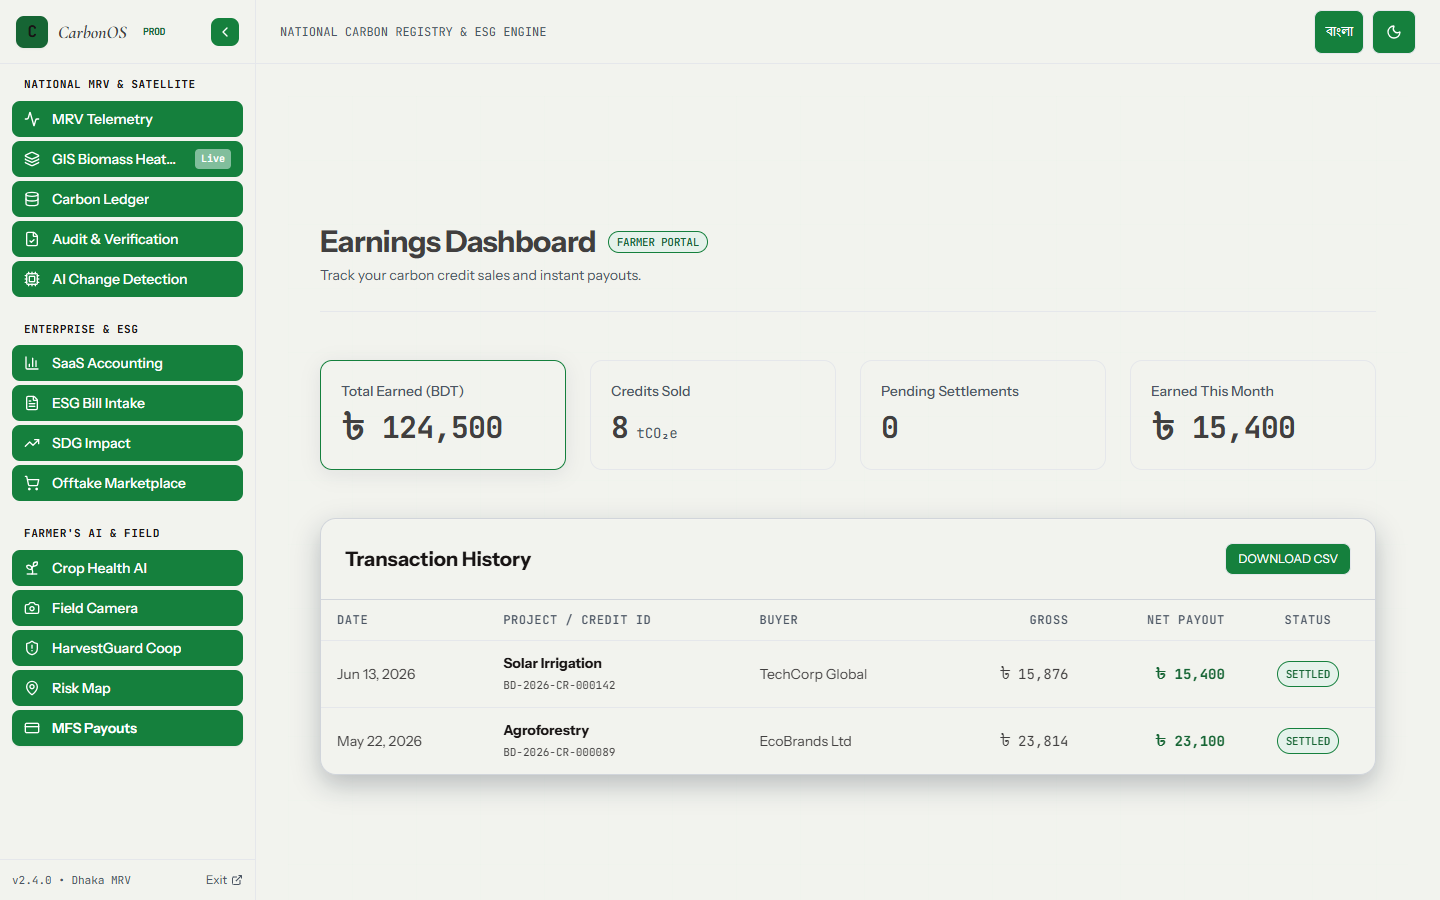 C CarbonOS PROD
NATIONAL CARBON REGISTRY & ESG ENGINE
বাংলা
NATIONAL MRV & SATELLITE
MRV Telemetry
GIS Biomass Heat... Live
Carbon Ledger
Audit & Verification
AI Change Detection
ENTERPRISE & ESG
SaaS Accounting
ESG Bill Intake
SDG Impact
Offtake Marketplace
FARMER'S AI & FIELD
Crop Health AI
Field Camera
HarvestGuard Coop
Risk Map
MFS Payouts
v2.4.0 • Dhaka MRV
Exit
Earnings Dashboard FARMER PORTAL
Track your carbon credit sales and instant payouts.
Total Earned (BDT)
৳ 124,500
Credits Sold
8 tCO₂e
Pending Settlements
0
Earned This Month
৳ 15,400
Transaction History
DOWNLOAD CSV
DATE PROJECT / CREDIT ID BUYER GROSS NET PAYOUT STATUS
Jun 13, 2026 Solar Irrigation TechCorp Global ৳ 15,876 ৳ 15,400 SETTLED
BD-2026-CR-000142
May 22, 2026 Agroforestry EcoBrands Ltd ৳ 23,814 ৳ 23,100 SETTLED
BD-2026-CR-000089